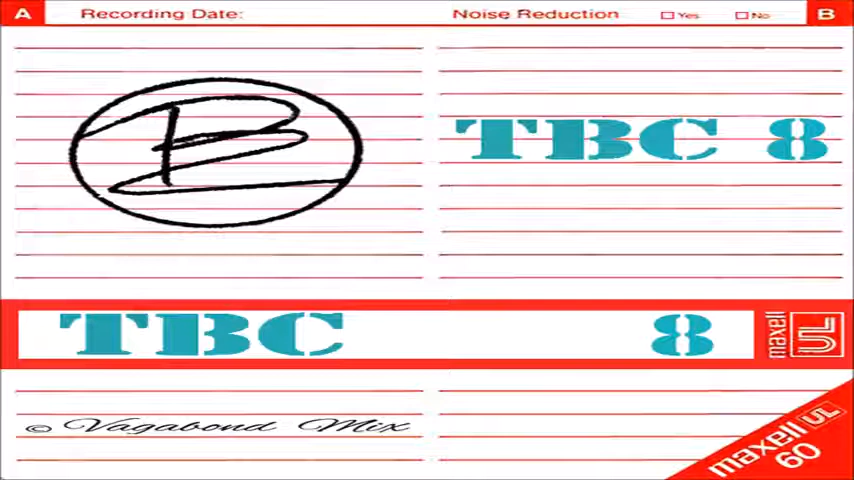 A Recording Date: Noise Reduction Yes No B
TBC 8
TBC 8
maxell UL
© Vagabond Mix
maxell UL
60